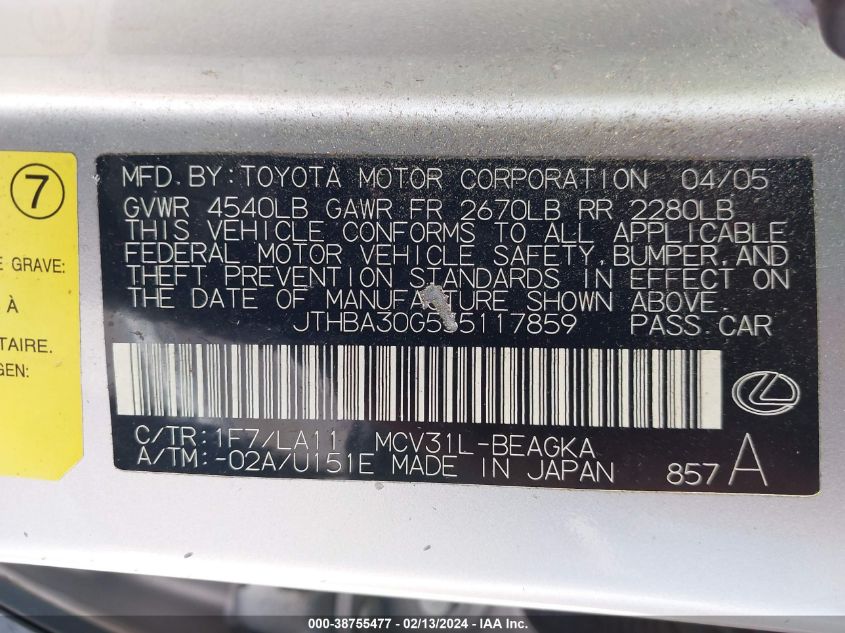 7
E GRAVE:
À
TAIRE.
GEN:
MFD.BY:TOYOTA MOTOR CORPORATION 04/05
GVWR 4540LB GAWR FR 2670LB RR 2280LB
THIS VEHICLE CONFORMS TO ALL APPLICABLE
FEDERAL MOTOR VEHICLE SAFETY,BUMPER,AND
THEFT PREVENTION STANDARDS IN EFFECT ON
THE DATE OF MANUFACTURE SHOWN ABOVE.
JTHBA30G555117859 PASS.CAR
C/TR:1F7/LA11 MCV31L-BEAGKA
A/TM:-02A/U151E MADE IN JAPAN 857 A
IAA-38755477 - 02/13/2024 - IAAI.COM